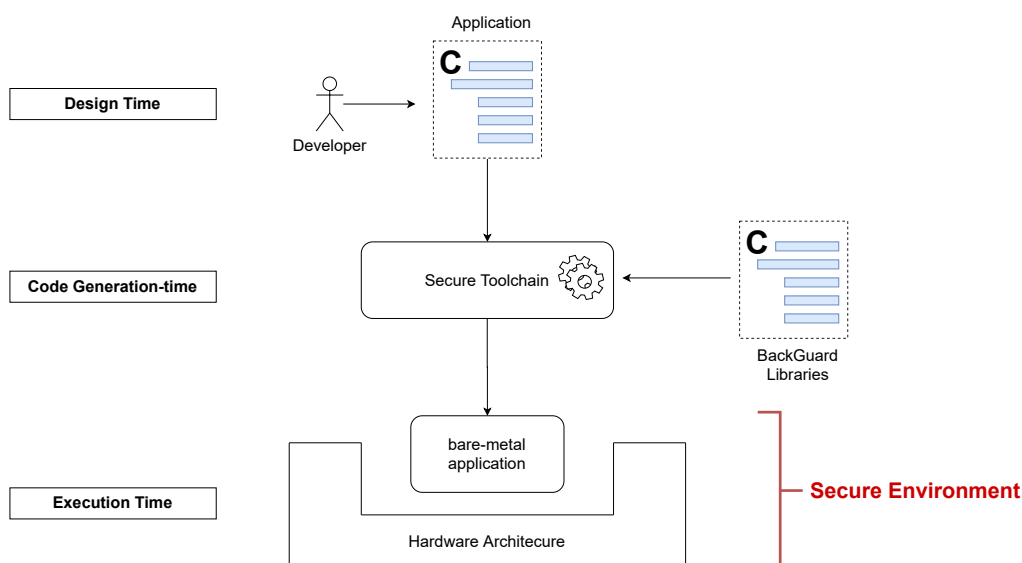 Application
C
Design Time
Developer
C
Secure Toolchain
Code Generation-time
BackGuard
Libraries
bare-metal
application
Secure Environment
Execution Time
Hardware Architecure